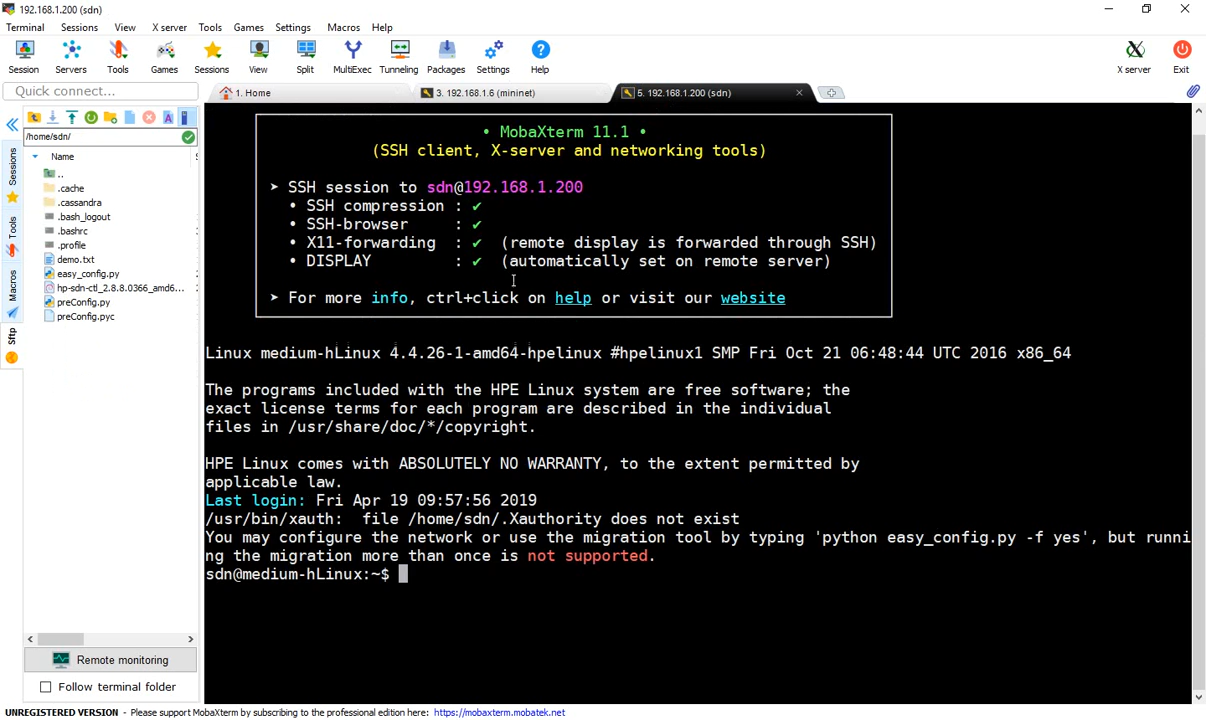 192.168.1.200 (sdn)
Terminal Sessions View X server Tools Games Settings Macros Help
Session Servers Tools Games Sessions View Split MultiExec Tunneling Packages Settings Help X server Exit
Quick connect...
1. Home
3. 192.168.1.6 (mininet)
5. 192.168.1.200 (sdn)
/home/sdn/
Name
..
.cache
.cassandra
.bash_logout
.bashrc
.profile
demo.txt
easy_config.py
hp-sdn-ctl_2.8.8.0366_amd6...
preConfig.py
preConfig.pyc
Sessions
Tools
Macros
Sftp
Remote monitoring
Follow terminal folder
• MobaXterm 11.1 •
(SSH client, X-server and networking tools)
➤ SSH session to sdn@192.168.1.200
• SSH compression : ✔
• SSH-browser : ✔
• X11-forwarding : ✔ (remote display is forwarded through SSH)
• DISPLAY : ✔ (automatically set on remote server)
➤ For more info, ctrl+click on help or visit our website
Linux medium-hLinux 4.4.26-1-amd64-hpelinux #hpelinux1 SMP Fri Oct 21 06:48:44 UTC 2016 x86_64
The programs included with the HPE Linux system are free software; the
exact license terms for each program are described in the individual
files in /usr/share/doc/*/copyright.
HPE Linux comes with ABSOLUTELY NO WARRANTY, to the extent permitted by
applicable law.
Last login: Fri Apr 19 09:57:56 2019
/usr/bin/xauth:  file /home/sdn/.Xauthority does not exist
You may configure the network or use the migration tool by typing 'python easy_config.py -f yes', but runni
ng the migration more than once is not supported.
sdn@medium-hLinux:~$
UNREGISTERED VERSION - Please support MobaXterm by subscribing to the professional edition here: https://mobaxterm.mobatek.net